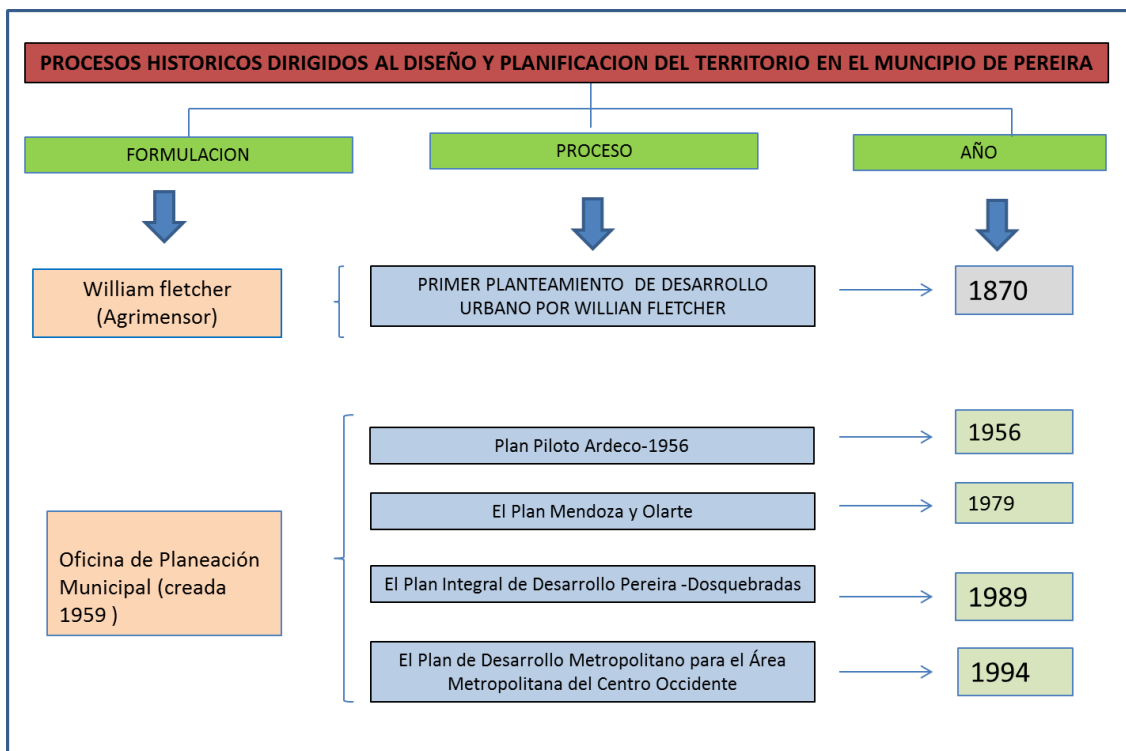 PROCESOS HISTORICOS DIRIGIDOS AL DISEÑO Y PLANIFICACION DEL TERRITORIO EN EL MUNCIPIO DE PEREIRA
FORMULACION
PROCESO
AÑO
William fletcher
(Agrimensor)
PRIMER PLANTEAMIENTO DE DESARROLLO
URBANO POR WILLIAN FLETCHER
1870
Oficina de Planeación
Municipal (creada
1959 )
Plan Piloto Ardeco-1956
1956
El Plan Mendoza y Olarte
1979
El Plan Integral de Desarrollo Pereira -Dosquebradas
1989
El Plan de Desarrollo Metropolitano para el Área
Metropolitana del Centro Occidente
1994